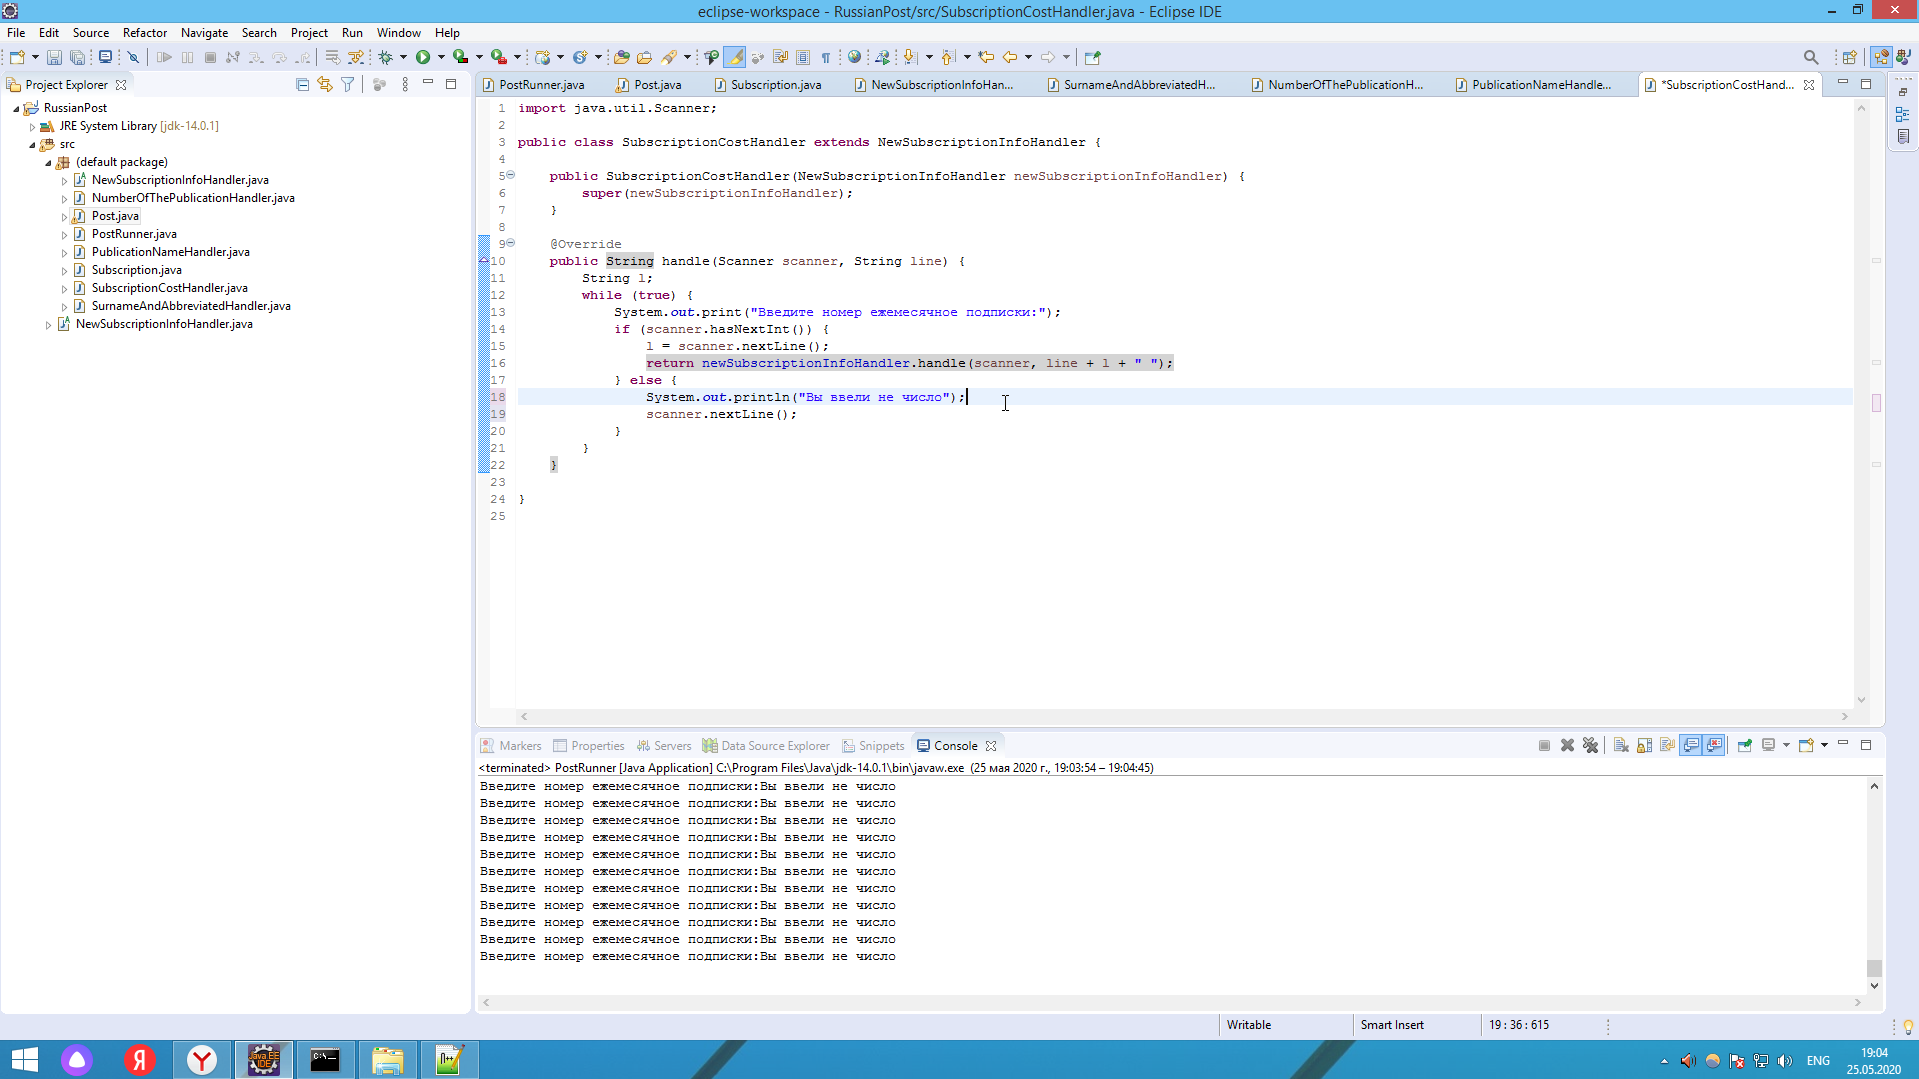 eclipse-workspace - RussianPost/src/SubscriptionCostHandler.java - Eclipse IDE
File Edit Source Refactor Navigate Search Project Run Window Help
Project Explorer
RussianPost
JRE System Library [jdk-14.0.1]
src
(default package)
NewSubscriptionInfoHandler.java
NumberOfThePublicationHandler.java
Post.java
PostRunner.java
PublicationNameHandler.java
Subscription.java
SubscriptionCostHandler.java
SurnameAndAbbreviatedHandler.java
NewSubscriptionInfoHandler.java
PostRunner.java Post.java Subscription.java NewSubscriptionInfoHan... SurnameAndAbbreviatedH... NumberOfThePublicationH... PublicationNameHandle... *SubscriptionCostHand...
1 import java.util.Scanner;
2
3 public class SubscriptionCostHandler extends NewSubscriptionInfoHandler {
4
5 public SubscriptionCostHandler(NewSubscriptionInfoHandler newSubscriptionInfoHandler) {
6 super(newSubscriptionInfoHandler);
7 }
8
9 @Override
10 public String handle(Scanner scanner, String line) {
11 String l;
12 while (true) {
13 System.out.print("Введите номер ежемесячное подписки:");
14 if (scanner.hasNextInt()) {
15 l = scanner.nextLine();
16 return newSubscriptionInfoHandler.handle(scanner, line + l + " ");
17 } else {
18 System.out.println("Вы ввели не число");
19 scanner.nextLine();
20 }
21 }
22 }
23
24 }
25
Markers Properties Servers Data Source Explorer Snippets Console
<terminated> PostRunner [Java Application] C:\Program Files\Java\jdk-14.0.1\bin\javaw.exe (25 мая 2020 г., 19:03:54 – 19:04:45)
Введите номер ежемесячное подписки:Вы ввели не число
Введите номер ежемесячное подписки:Вы ввели не число
Введите номер ежемесячное подписки:Вы ввели не число
Введите номер ежемесячное подписки:Вы ввели не число
Введите номер ежемесячное подписки:Вы ввели не число
Введите номер ежемесячное подписки:Вы ввели не число
Введите номер ежемесячное подписки:Вы ввели не число
Введите номер ежемесячное подписки:Вы ввели не число
Введите номер ежемесячное подписки:Вы ввели не число
Введите номер ежемесячное подписки:Вы ввели не число
Введите номер ежемесячное подписки:Вы ввели не число
Writable Smart Insert 19 : 36 : 615
Я Y Java EE IDE C:\
ENG 19:04
25.05.2020